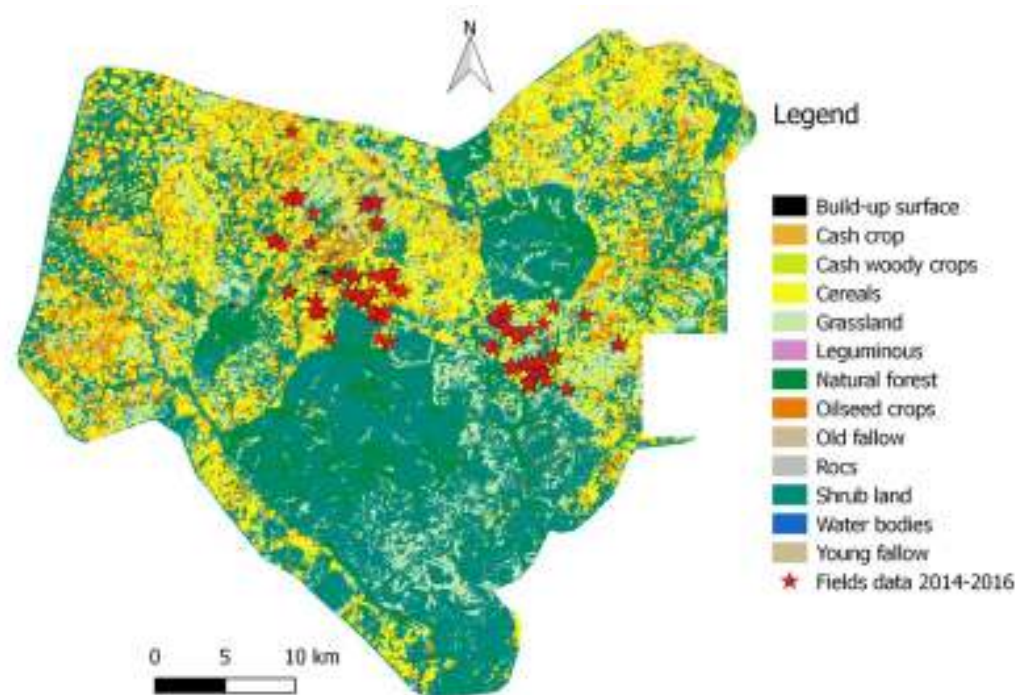 N
Legend
Build-up surface
Cash crop
Cash woody crops
Cereals
Grassland
Leguminous
Natural forest
Oilseed crops
Old fallow
Rocs
Shrub land
Water bodies
Young fallow
Fields data 2014-2016
0 5 10 km